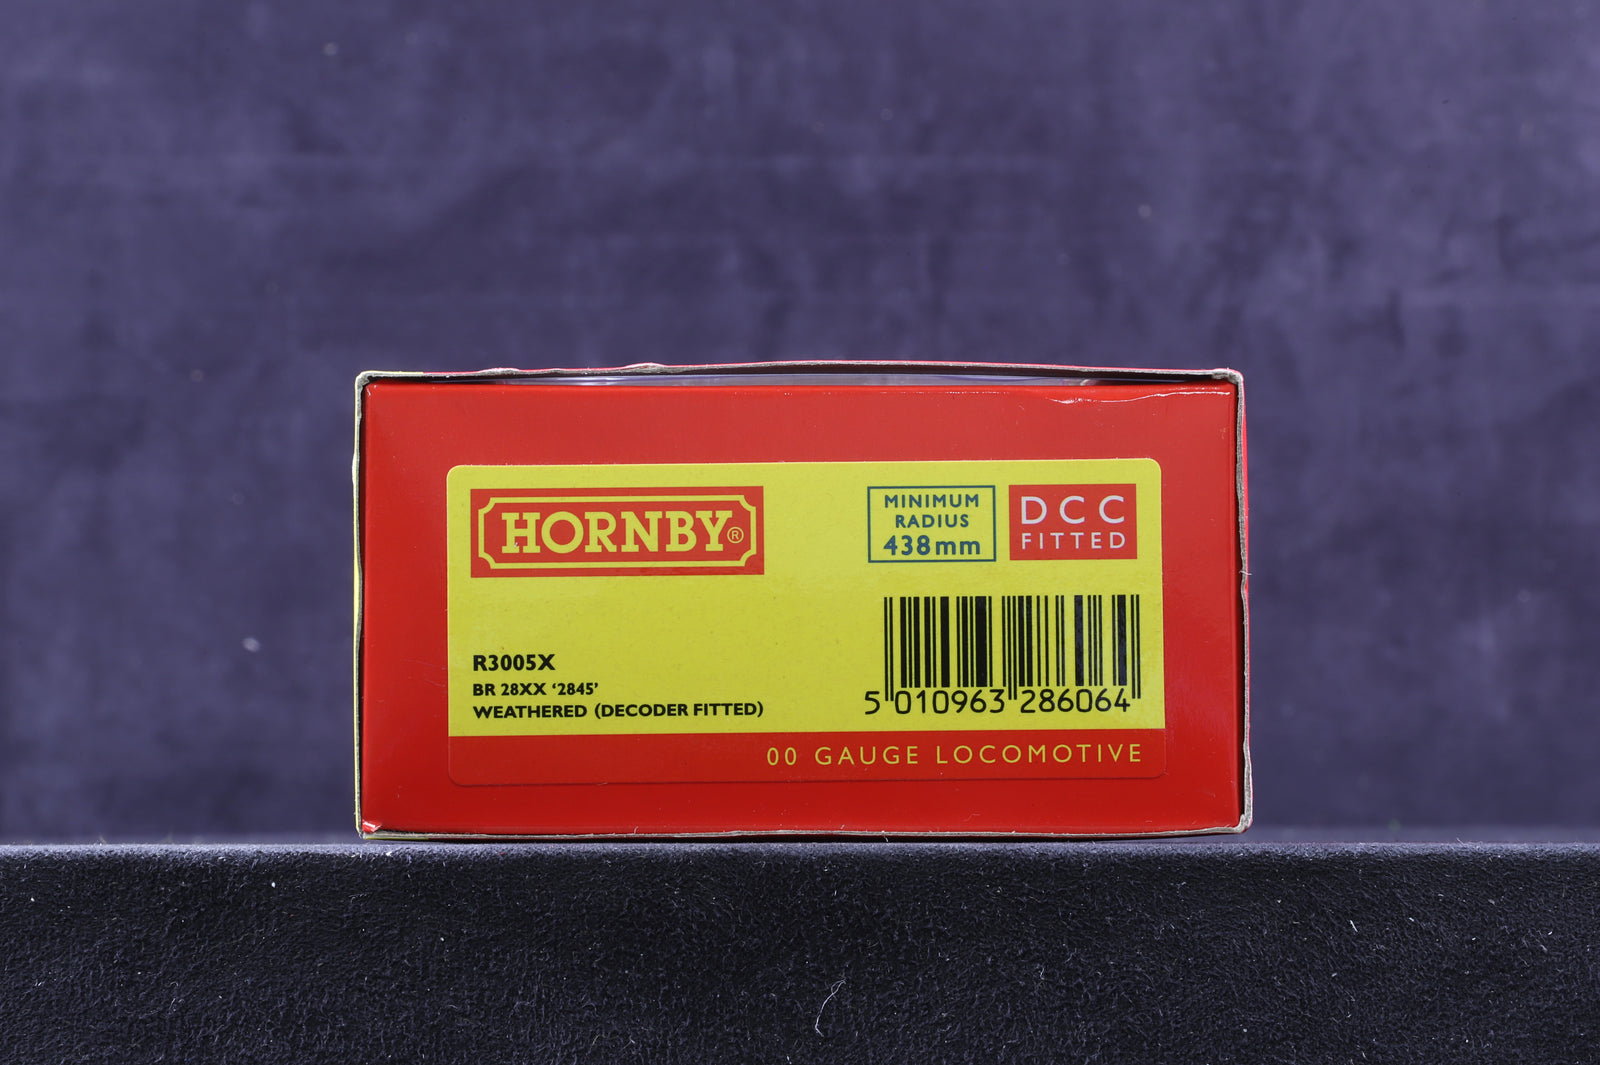 HORNBY®
MINIMUM
RADIUS
438mm
DCC
FITTED
R3005X
BR 28XX ‘2845’
WEATHERED (DECODER FITTED)
5 010963 286064
00 GAUGE LOCOMOTIVE